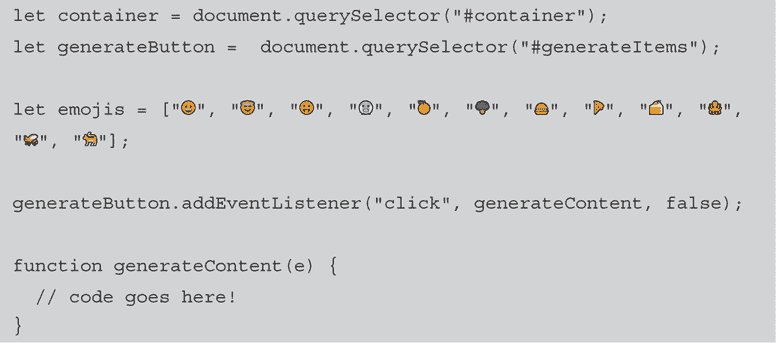 let container = document.querySelector("#container");
let generateButton =  document.querySelector("#generateItems");
let emojis = ["😀", "😇", "😡", "🥶", "🍊", "🥦", "🍔", "🍕", "🍰", "🐙",
"🐝", "🐕"];
generateButton.addEventListener("click", generateContent, false);
function generateContent(e) {
  // code goes here!
}